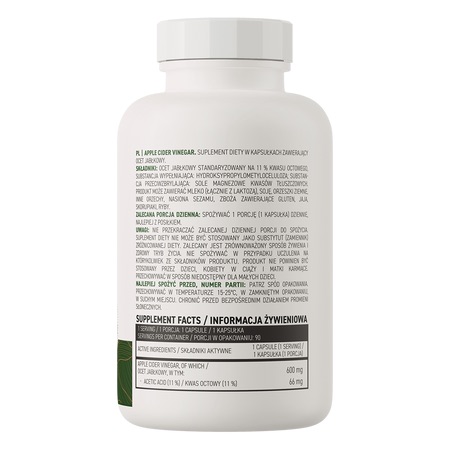 PL | APPLE CIDER VINEGAR. SUPLEMENT DIETY W KAPSUŁKACH ZAWIERAJĄCY
OCET JABŁKOWY.
SKŁADNIKI: OCET JABŁKOWY STANDARYZOWANY NA 11 % KWASU OCTOWEGO,
SUBSTANCJA WYPEŁNIAJĄCA: HYDROKSYPROPYLOMETYLOCELULOZA, SUBSTAN-
CJA PRZECIWZBRYLAJĄCA: SOLE MAGNEZOWE KWASÓW TŁUSZCZOWYCH.
PRODUKT MOŻE ZAWIERAĆ MLEKO (ŁĄCZNIE Z LAKTOZĄ), SOJĘ, ORZESZKI ZIEMNE,
INNE ORZECHY, NASIONA SEZAMU, ZBOŻA ZAWIERAJĄCE GLUTEN, JAJA,
SKORUPIAKI, RYBY.
ZALECANA PORCJA DZIENNA: SPOŻYWAĆ 1 PORCJĘ (1 KAPSUŁKA) DZIENNIE,
NAJLEPIEJ Z POSIŁKIEM.
UWAGI: NIE PRZEKRACZAĆ ZALECANEJ DZIENNEJ PORCJI DO SPOŻYCIA.
SUPLEMENT DIETY NIE MOŻE BYĆ STOSOWANY JAKO SUBSTYTUT (ZAMIENNIK)
ZRÓŻNICOWANEJ DIETY. ZALECANY JEST ZRÓWNOWAŻONY SPOSÓB ŻYWIENIA I
ZDROWY TRYB ŻYCIA. NIE SPOŻYWAĆ W PRZYPADKU UCZULENIA NA
KTÓRYKOLWIEK ZE SKŁADNIKÓW PRODUKTU. PRODUKT NIE POWINIEN BYĆ
STOSOWANY PRZEZ DZIECI, KOBIETY W CIĄŻY I MATKI KARMIĄCE.
PRZECHOWYWAĆ W SPOSÓB NIEDOSTĘPNY DLA MAŁYCH DZIECI.
NAJLEPIEJ SPOŻYĆ PRZED, NUMER PARTII: PATRZ SPÓD OPAKOWANIA.
PRZECHOWYWAĆ W TEMPERATURZE 15-25°C, W ZAMKNIĘTYM OPAKOWANIU,
W SUCHYM MIEJSCU. CHRONIĆ PRZED BEZPOŚREDNIM DZIAŁANIEM PROMIENI
SŁONECZNYCH.
SUPPLEMENT FACTS / INFORMACJA ŻYWIENIOWA
1 SERVING / 1 PORCJA: 1 CAPSULE / 1 KAPSUŁKA
SERVINGS PER CONTAINER / PORCJI W OPAKOWANIU: 90
ACTIVE INGREDIENTS / SKŁADNIKI AKTYWNE 1 CAPSULE (1 SERVING) /
1 KAPSUŁKA (1 PORCJA)
APPLE CIDER VINEGAR, OF WHICH /
OCET JABŁKOWY, W TYM: 600 mg
- ACETIC ACID (11 %) / KWAS OCTOWY (11 %) 66 mg